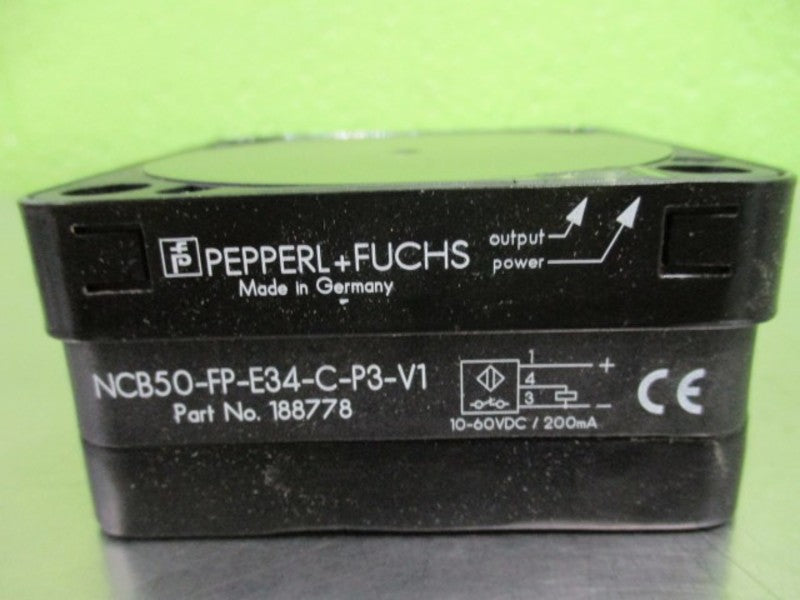 PEPPERL+FUCHS
Made in Germany
output
power
NCB50-FP-E34-C-P3-V1
Part No. 188778
1
+
4
3
–
10-60VDC / 200mA
CE